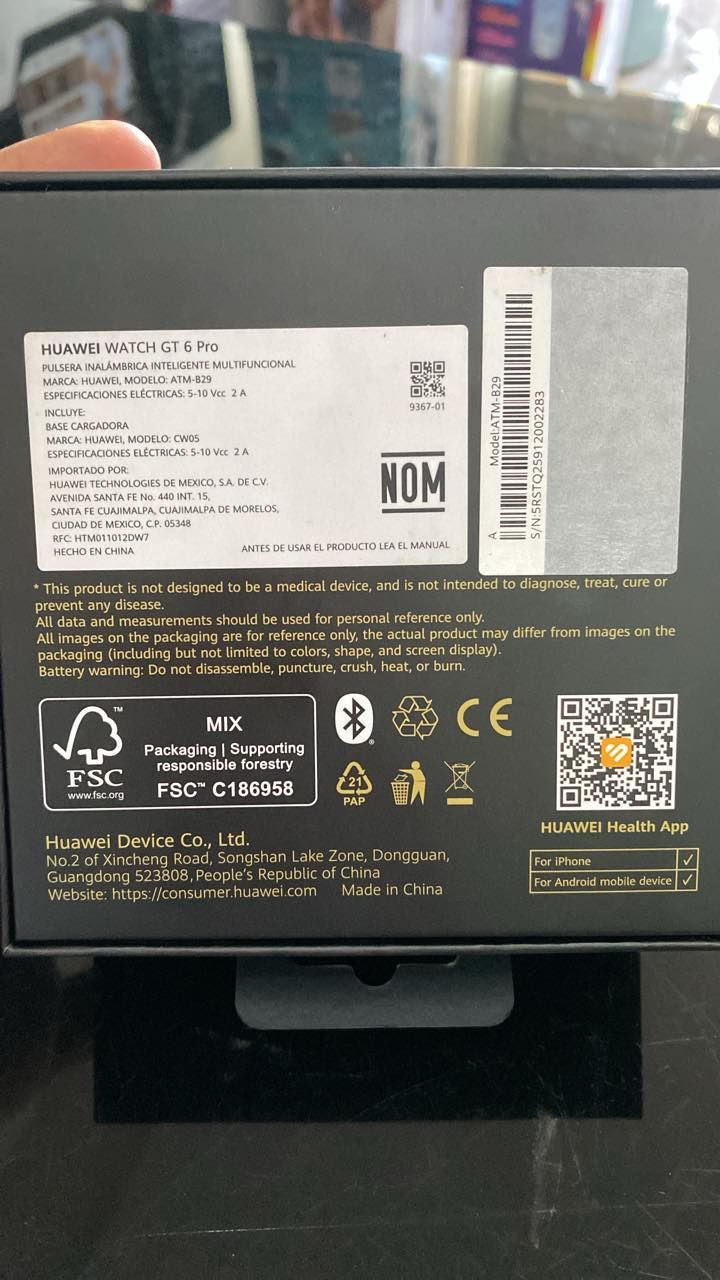 HUAWEI WATCH GT 6 Pro
PULSERA INALÁMBRICA INTELIGENTE MULTIFUNCIONAL
MARCA: HUAWEI, MODELO: ATM-B29
ESPECIFICACIONES ELÉCTRICAS: 5-10 Vcc 2 A
INCLUYE:
BASE CARGADORA
MARCA: HUAWEI, MODELO: CW05
ESPECIFICACIONES ELÉCTRICAS: 5-10 Vcc 2 A
IMPORTADO POR:
HUAWEI TECHNOLOGIES DE MEXICO, S.A. DE C.V.
AVENIDA SANTA FE No. 440 INT. 15,
SANTA FE CUAJIMALPA, CUAJIMALPA DE MORELOS,
CIUDAD DE MEXICO, C.P. 05348
RFC: HTM011012DW7
HECHO EN CHINA
9367-01
NOM
ANTES DE USAR EL PRODUCTO LEA EL MANUAL
A
Model:ATM-B29
S/N:5RSTQ25912002283
* This product is not designed to be a medical device, and is not intended to diagnose, treat, cure or
prevent any disease.
All data and measurements should be used for personal reference only.
All images on the packaging are for reference only, the actual product may differ from images on the
packaging (including but not limited to colors, shape, and screen display).
Battery warning: Do not disassemble, puncture, crush, heat, or burn.
TM
FSC
www.fsc.org
MIX
Packaging | Supporting
responsible forestry
FSC™ C186958
®
CE
21
PAP
HUAWEI Health App
For iPhone ✓
For Android mobile device ✓
Huawei Device Co., Ltd.
No.2 of Xincheng Road, Songshan Lake Zone, Dongguan,
Guangdong 523808, People's Republic of China
Website: https://consumer.huawei.com Made in China